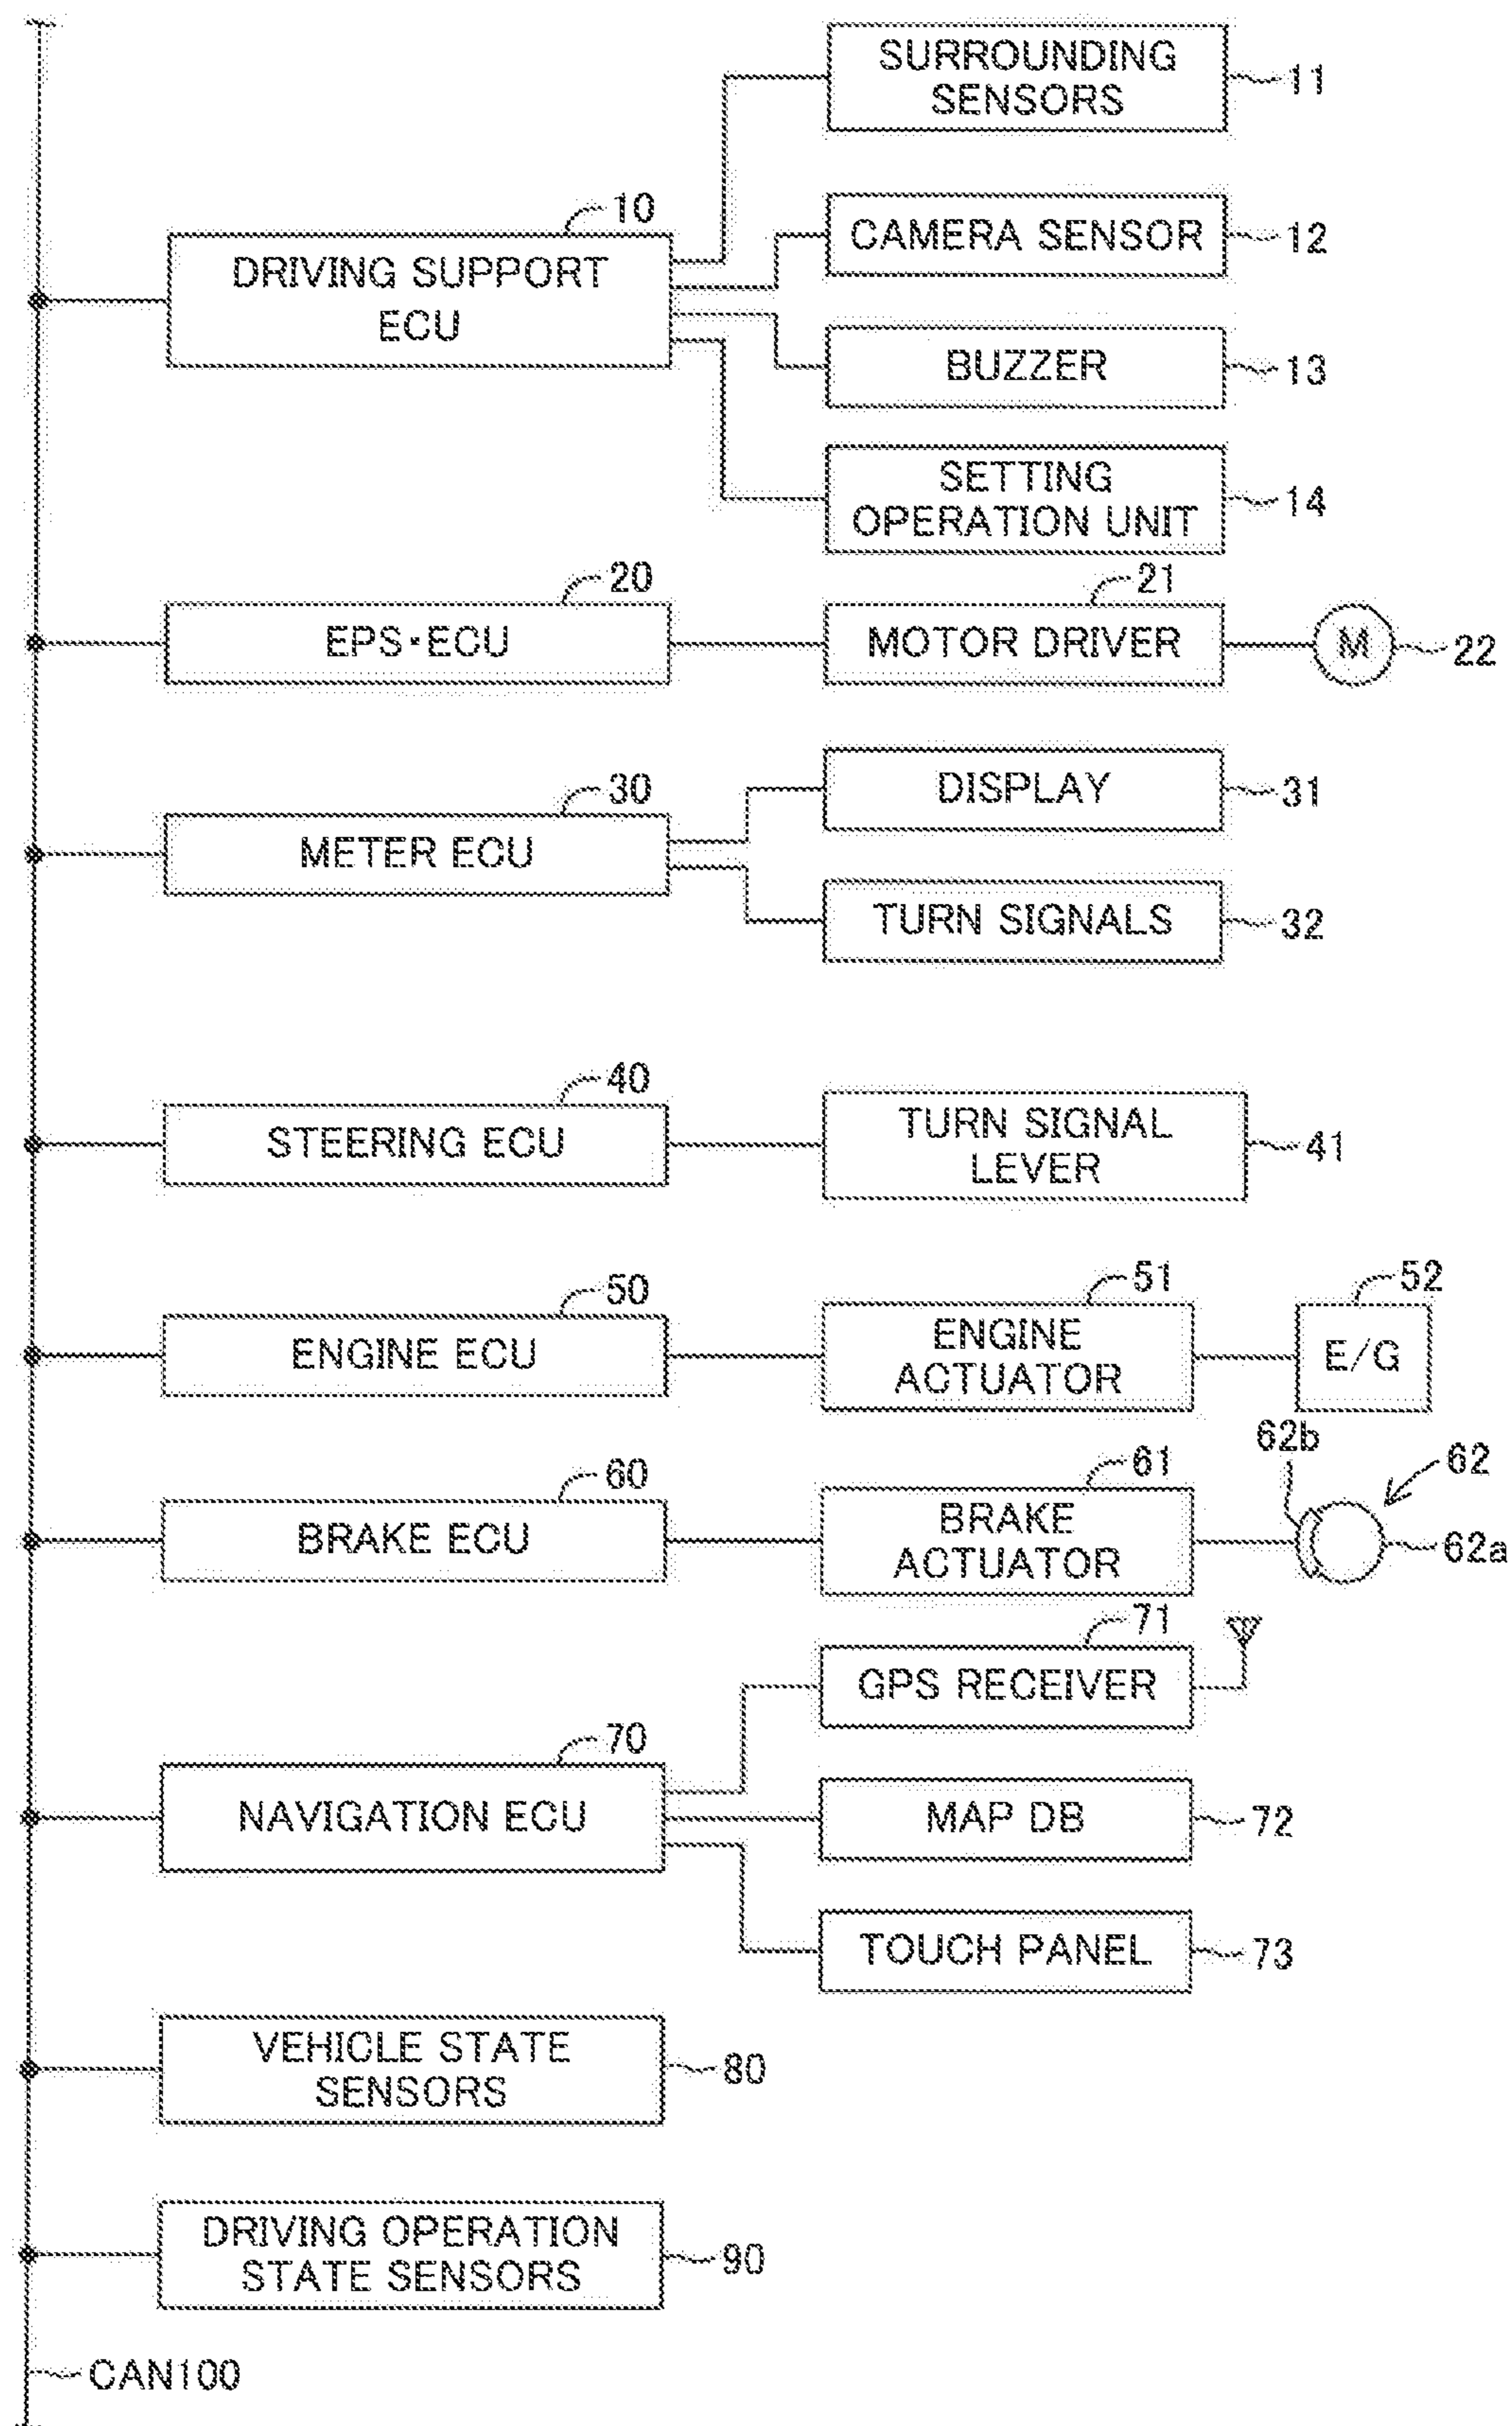 SURROUNDING
SENSORS
11
10
DRIVING SUPPORT
ECU
CAMERA SENSOR
12
BUZZER
13
SETTING
OPERATION UNIT
14
20
EPS・ECU
21
MOTOR DRIVER
M
22
30
METER ECU
DISPLAY
31
TURN SIGNALS
32
40
STEERING ECU
TURN SIGNAL
LEVER
41
50
ENGINE ECU
51
ENGINE
ACTUATOR
52
E/G
60
BRAKE ECU
61
BRAKE
ACTUATOR
62b
62
62a
70
NAVIGATION ECU
71
GPS RECEIVER
MAP DB
72
TOUCH PANEL
73
VEHICLE STATE
SENSORS
80
DRIVING OPERATION
STATE SENSORS
90
CAN100